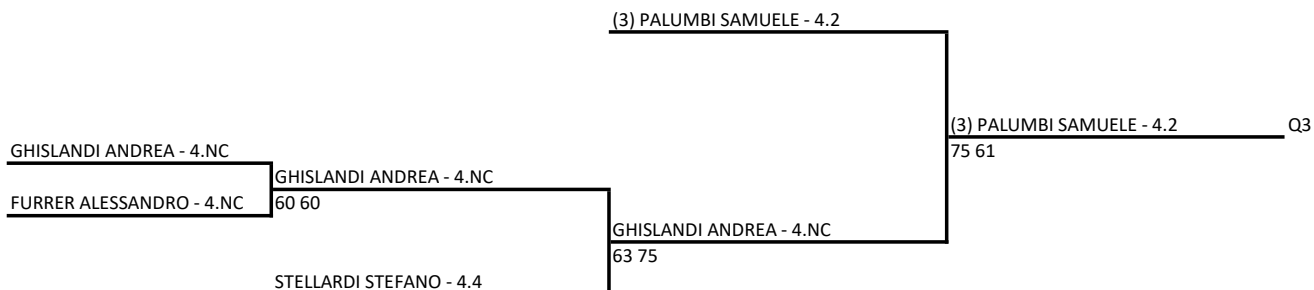 (3) PALUMBI SAMUELE - 4.2
(3) PALUMBI SAMUELE - 4.2 Q3
GHISLANDI ANDREA - 4.NC
75 61
GHISLANDI ANDREA - 4.NC
FURRER ALESSANDRO - 4.NC
60 60
GHISLANDI ANDREA - 4.NC
63 75
STELLARDI STEFANO - 4.4